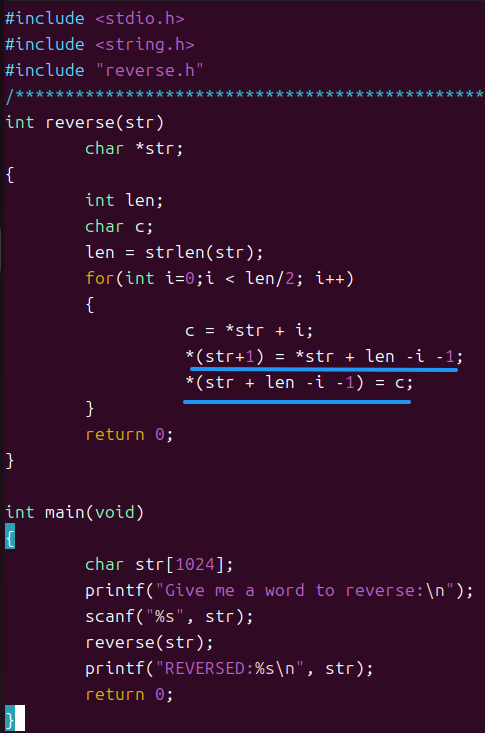 #include <stdio.h>
#include <string.h>
#include "reverse.h"
/************************************************
int reverse(str)
        char *str;
{
        int len;
        char c;
        len = strlen(str);
        for(int i=0;i < len/2; i++)
        {
                c = *str + i;
                *(str+1) = *str + len -i -1;
                *(str + len -i -1) = c;
        }
        return 0;
}

int main(void)
{
        char str[1024];
        printf("Give me a word to reverse:\n");
        scanf("%s", str);
        reverse(str);
        printf("REVERSED:%s\n", str);
        return 0;
}